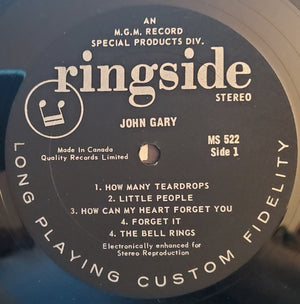 AN
M.G.M. RECORD
SPECIAL PRODUCTS DIV.
ringside
STEREO
JOHN GARY
Made in Canada
Quality Records Limited
MS 522
Side 1
1. HOW MANY TEARDROPS
2. LITTLE PEOPLE
3. HOW CAN MY HEART FORGET YOU
4. FORGET IT
4. THE BELL RINGS
Electronically enhanced for
Stereo Reproduction
LONG PLAYING CUSTOM FIDELITY